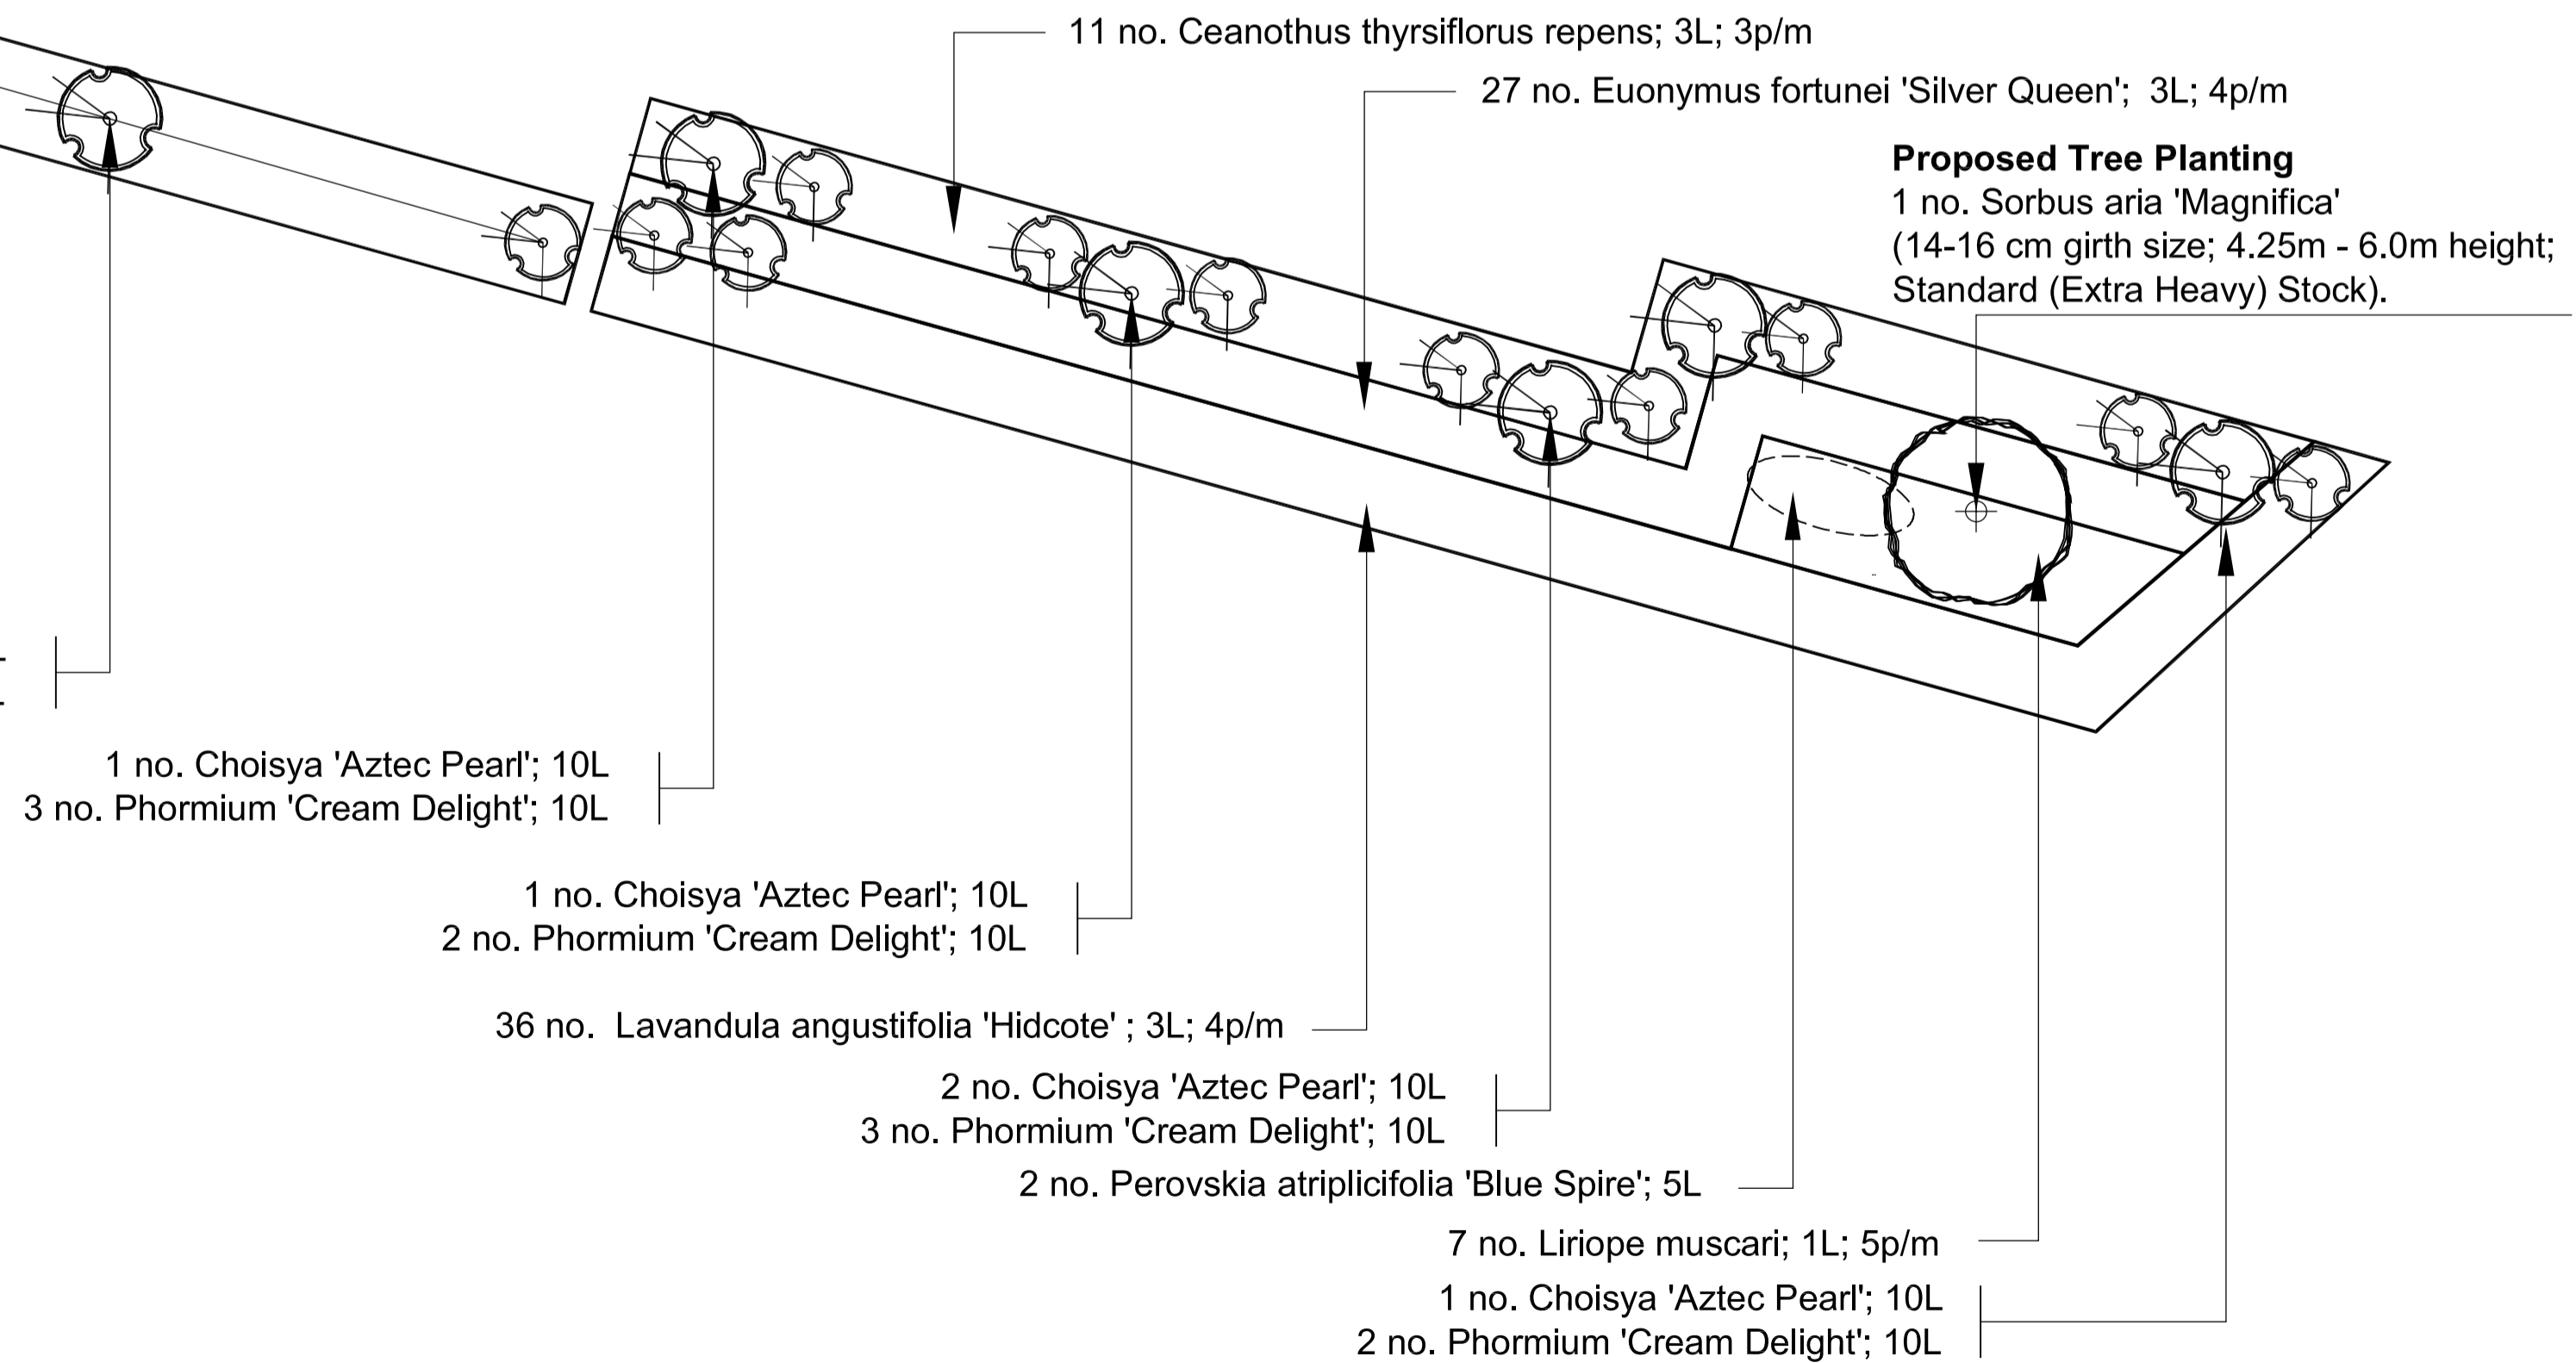 11 no. Ceanothus thyrsiflorus repens; 3L; 3p/m
27 no. Euonymus fortunei 'Silver Queen';  3L; 4p/m
Proposed Tree Planting
1 no. Sorbus aria 'Magnifica'
(14-16 cm girth size; 4.25m - 6.0m height;
Standard (Extra Heavy) Stock).
1 no. Choisya 'Aztec Pearl'; 10L
3 no. Phormium 'Cream Delight'; 10L
1 no. Choisya 'Aztec Pearl'; 10L
2 no. Phormium 'Cream Delight'; 10L
36 no.  Lavandula angustifolia 'Hidcote' ; 3L; 4p/m
2 no. Choisya 'Aztec Pearl'; 10L
3 no. Phormium 'Cream Delight'; 10L
2 no. Perovskia atriplicifolia 'Blue Spire'; 5L
7 no. Liriope muscari; 1L; 5p/m
1 no. Choisya 'Aztec Pearl'; 10L
2 no. Phormium 'Cream Delight'; 10L